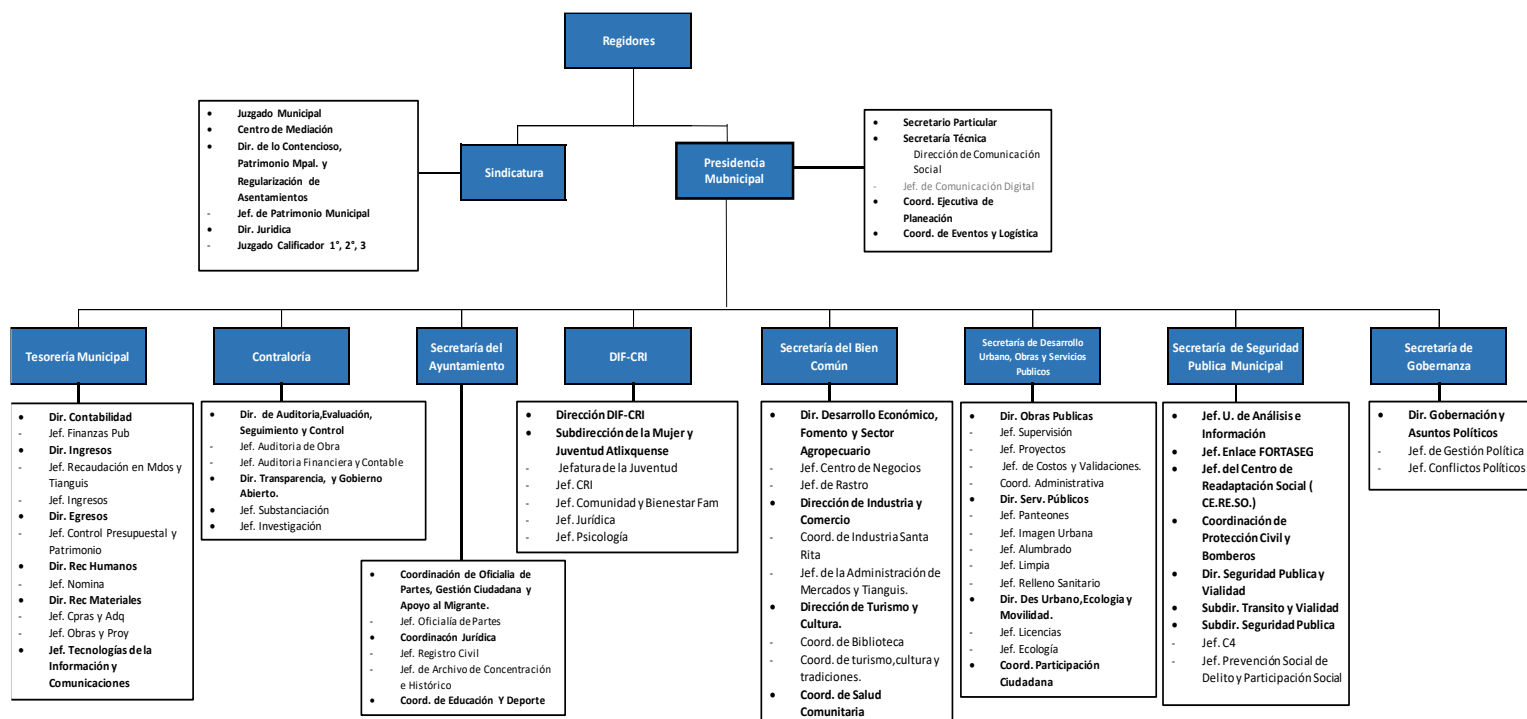 Regidores
• Juzgado Municipal
• Centro de Mediación
• Dir. de lo Contencioso,
Patrimonio Mpal. y
Regularización de
Asentamientos
- Jef. de Patrimonio Municipal
• Dir. Juridica
- Juzgado Calificador 1°, 2°, 3
Sindicatura
Presidencia
Mubnicipal
• Secretario Particular
• Secretaría Técnica
Dirección de Comunicación
Social
- Jef. de Comunicación Digital
• Coord. Ejecutiva de
Planeación
• Coord. de Eventos y Logística
Tesorería Municipal
• Dir. Contabilidad
- Jef. Finanzas Pub
• Dir. Ingresos
- Jef. Recaudación en Mdos y
Tianguis
- Jef. Ingresos
• Dir. Egresos
- Jef. Control Presupuestal y
Patrimonio
• Dir. Rec Humanos
- Jef. Nomina
• Dir. Rec Materiales
- Jef. Cpras y Adq
- Jef. Obras y Proy
• Jef. Tecnologías de la
Información y
Comunicaciones
Contraloría
• Dir. de Auditoria,Evaluación,
Seguimiento y Control
- Jef. Auditoria de Obra
- Jef. Auditoria Financiera y Contable
• Dir. Transparencia, y Gobierno
Abierto.
• Jef. Substanciación
• Jef. Investigación
Secretaría del
Ayuntamiento
• Coordinación de Oficialia de
Partes, Gestión Ciudadana y
Apoyo al Migrante.
- Jef. Oficialía de Partes
• Coordinacón Jurídica
- Jef. Registro Civil
- Jef. de Archivo de Concentración
e Histórico
• Coord. de Educación Y Deporte
DIF-CRI
• Dirección DIF-CRI
• Subdirección de la Mujer y
Juventud Atlixquense
- Jefatura de la Juventud
- Jef. CRI
- Jef. Comunidad y Bienestar Fam
- Jef. Jurídica
- Jef. Psicología
Secretaría del Bien
Común
• Dir. Desarrollo Económico,
Fomento y Sector
Agropecuario
- Jef. Centro de Negocios
- Jef. de Rastro
• Dirección de Industria y
Comercio
- Coord. de Industria Santa
Rita
- Jef. de la Administración de
Mercados y Tianguis.
• Dirección de Turismo y
Cultura.
- Coord. de Biblioteca
- Coord. de turismo,cultura y
tradiciones.
• Coord. de Salud
Comunitaria
Secretaría de Desarrollo
Urbano, Obras y Servicios
Publicos
• Dir. Obras Publicas
- Jef. Supervisión
- Jef. Proyectos
- Jef. de Costos y Validaciones.
- Coord. Administrativa
• Dir. Serv. Públicos
- Jef. Panteones
- Jef. Imagen Urbana
- Jef. Alumbrado
- Jef. Limpia
- Jef. Relleno Sanitario
• Dir. Des Urbano,Ecologia y
Movilidad.
- Jef. Licencias
- Jef. Ecología
• Coord. Participación
Ciudadana
Secretaría de Seguridad
Publica Municipal
• Jef. U. de Análisis e
Información
• Jef. Enlace FORTASEG
• Jef. del Centro de
Readaptación Social (
CE.RE.SO.)
• Coordinación de
Protección Civil y
Bomberos
• Dir. Seguridad Publica y
Vialidad
• Subdir. Transito y Vialidad
• Subdir. Seguridad Publica
- Jef. C4
- Jef. Prevención Social de
Delito y Participación Social
Secretaría de
Gobernanza
• Dir. Gobernación y
Asuntos Políticos
- Jef. de Gestión Política
- Jef. Conflictos Políticos